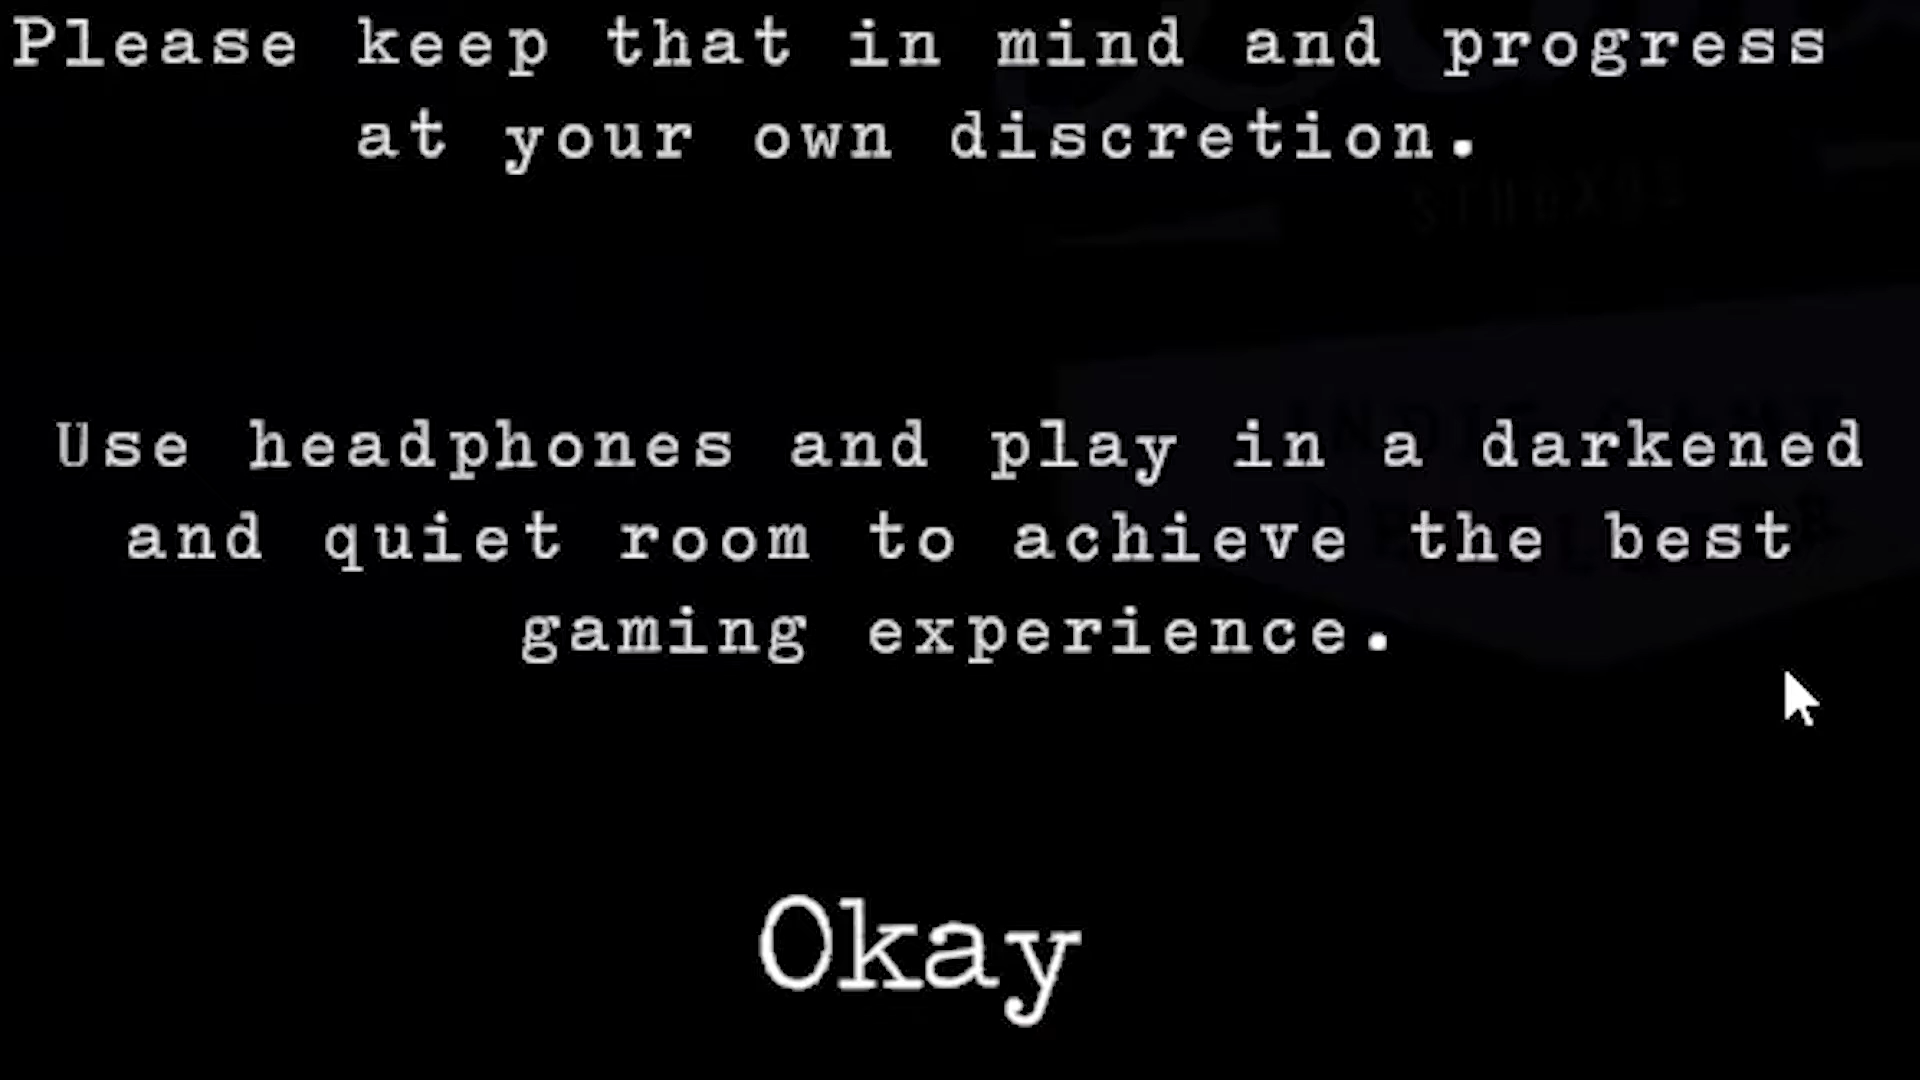 Please keep that in mind and progress
at your own discretion.
Use headphones and play in a darkened
and quiet room to achieve the best
gaming experience.
Okay